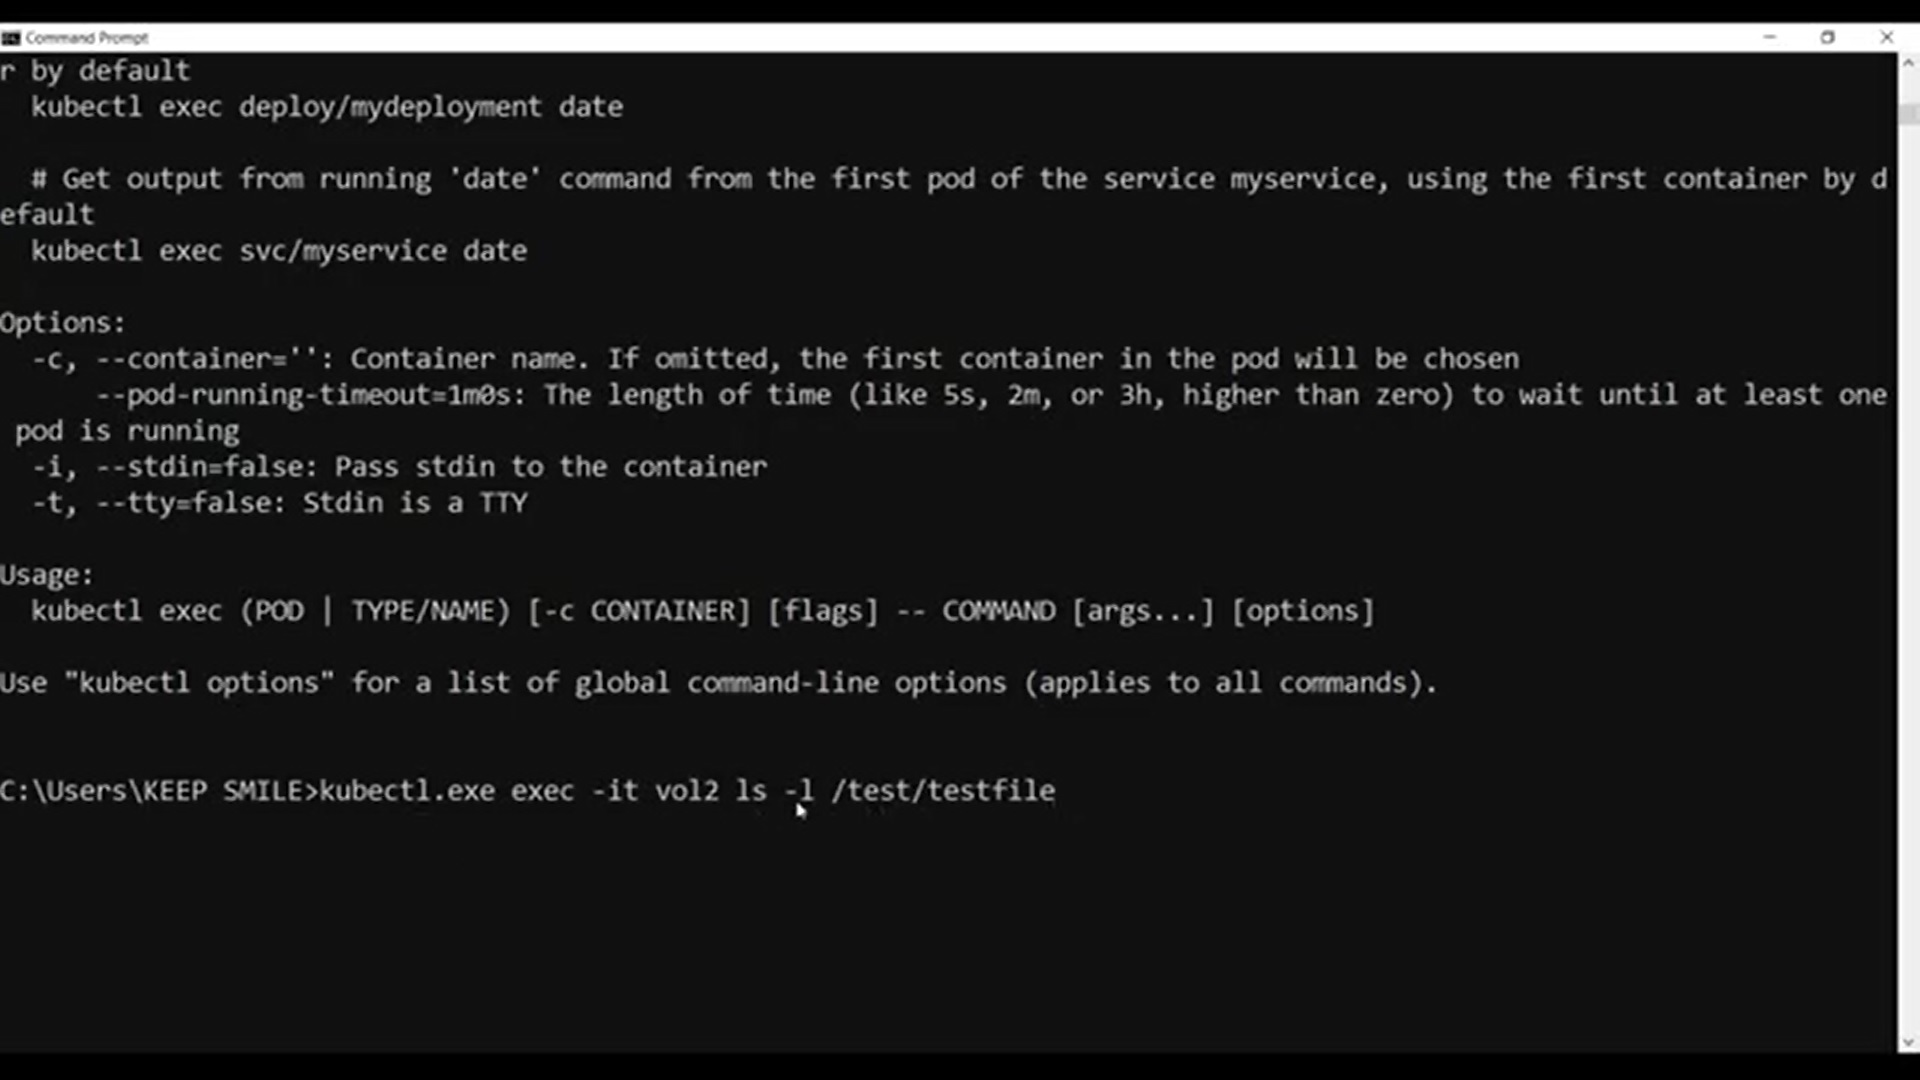 Command Prompt
r by default
kubectl exec deploy/mydeployment date
# Get output from running 'date' command from the first pod of the service myservice, using the first container by d
efault
kubectl exec svc/myservice date
Options:
-c, --container='': Container name. If omitted, the first container in the pod will be chosen
--pod-running-timeout=1m0s: The length of time (like 5s, 2m, or 3h, higher than zero) to wait until at least one
pod is running
-i, --stdin=false: Pass stdin to the container
-t, --tty=false: Stdin is a TTY
Usage:
kubectl exec (POD | TYPE/NAME) [-c CONTAINER] [flags] -- COMMAND [args...] [options]
Use "kubectl options" for a list of global command-line options (applies to all commands).
C:\Users\KEEP SMILE>kubectl.exe exec -it vol2 ls -l /test/testfile